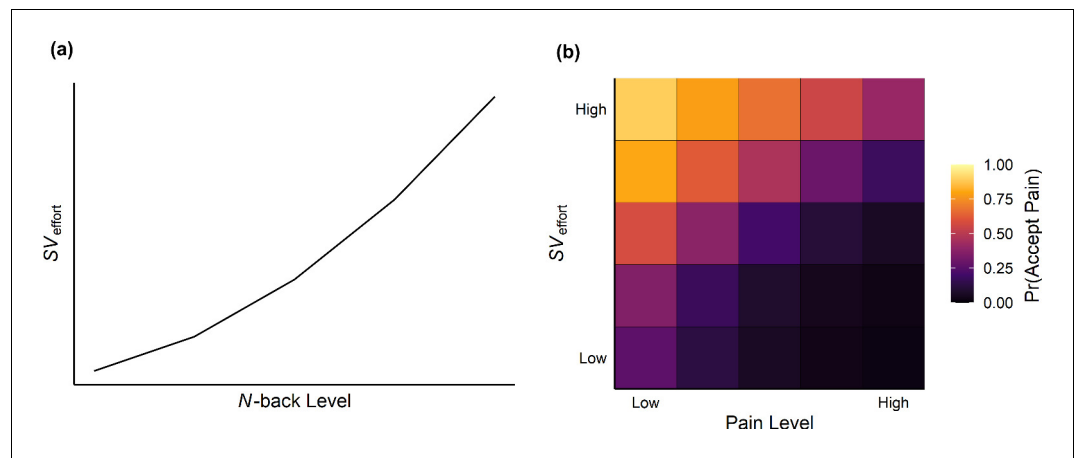 (a)
SVeffort
N-back Level
(b)
High
Low
SVeffort
Low
High
Pain Level
1.00
0.75
0.50
0.25
0.00
Pr(Accept Pain)